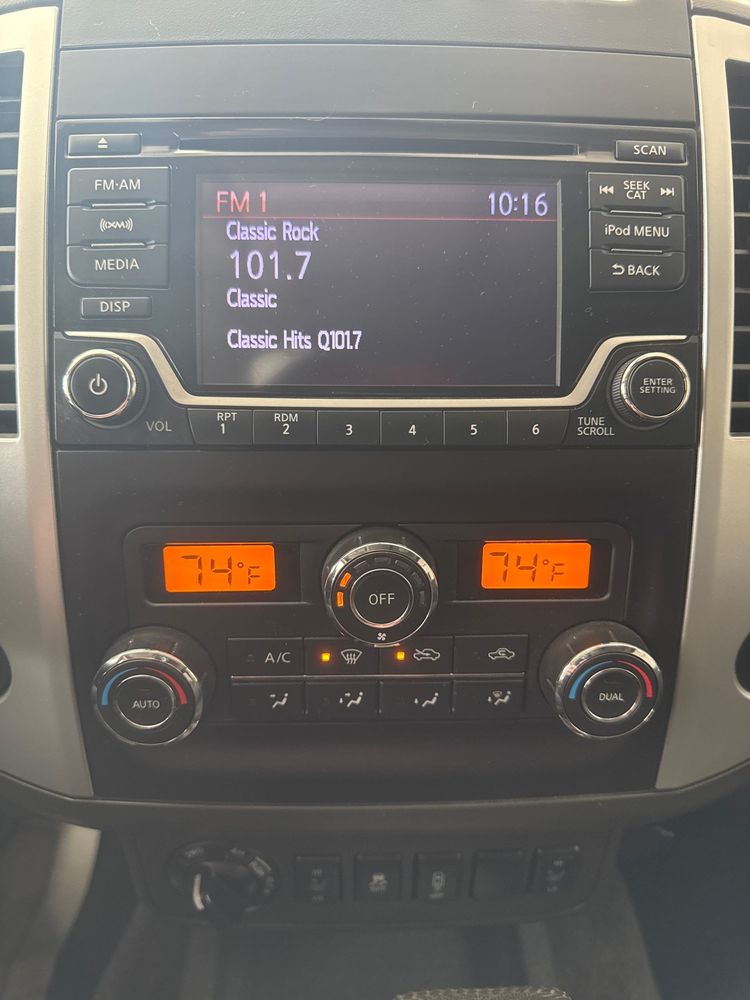 SCAN
FM·AM
SEEK
CAT
((XM))
iPod MENU
MEDIA
BACK
DISP
FM 1 10:16
Classic Rock
101.7
Classic
Classic Hits Q101.7
ENTER
SETTING
VOL
RPT
1
RDM
2
3
4
5
6
TUNE
SCROLL
74°F
OFF
74°F
A/C
AUTO
DUAL